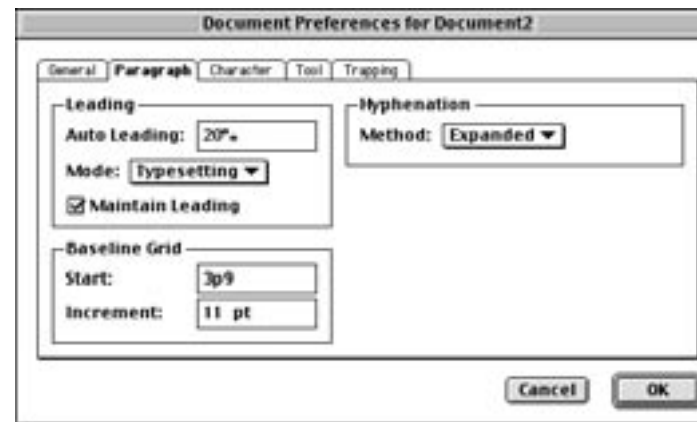 Document Preferences for Document2
General Paragraph Character Tool Trapping
Leading
Auto Leading: 20%
Mode: Typesetting
Maintain Leading
Baseline Grid
Start: 3p9
Increment: 11 pt
Hyphenation
Method: Expanded
Cancel OK